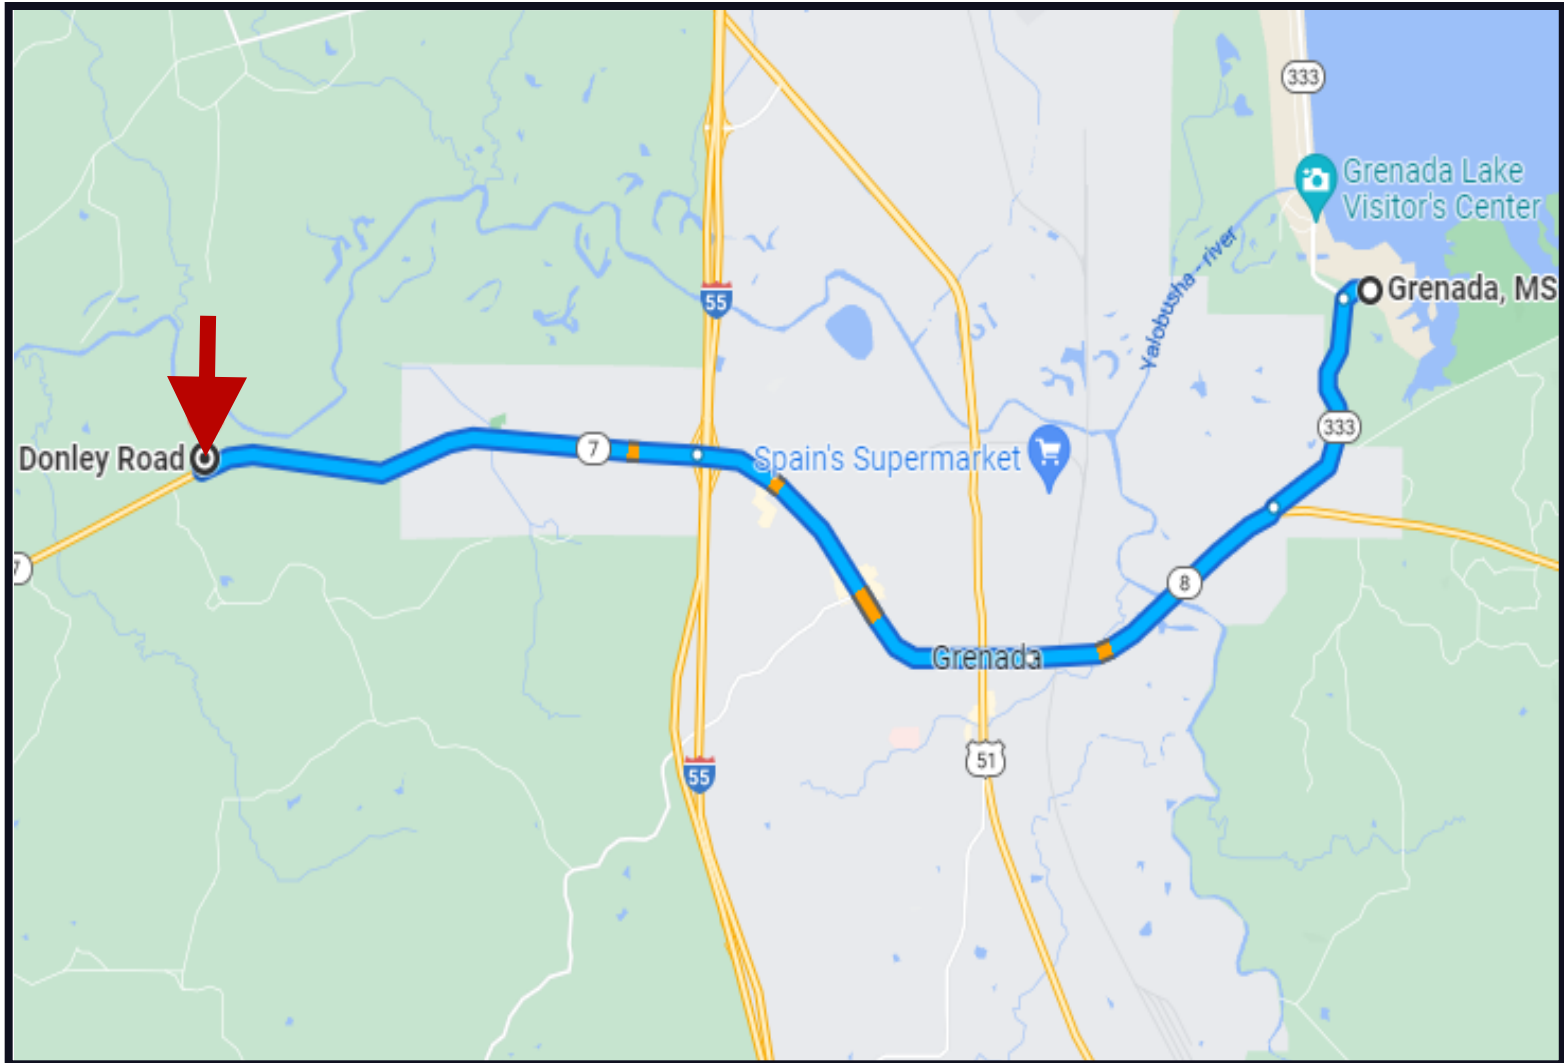 333
Grenada Lake
Visitor's Center
Yalobusha - river
55
Grenada, MS
333
7
Donley Road
Spain's Supermarket
7
8
Grenada
51
55